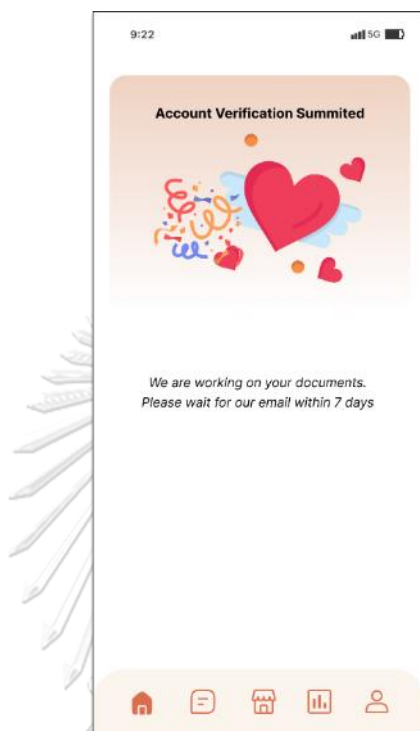 9:22
5G
Account Verification Summited
We are working on your documents.
Please wait for our email within 7 days